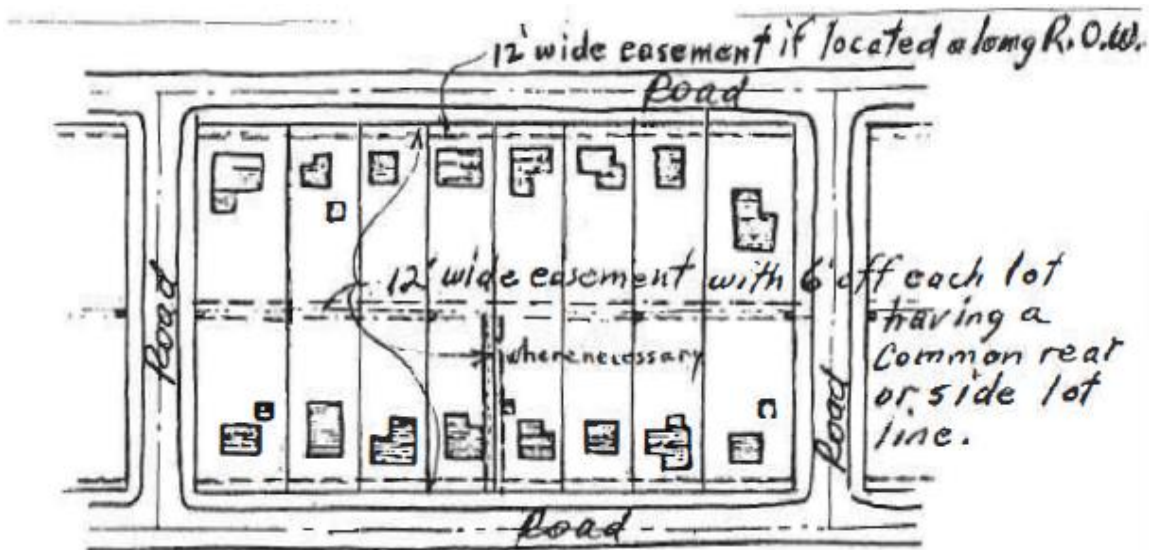 12' wide easement if located along R.O.W.
Road
12' wide easement with 6' off each lot
having a
common rear
or side lot
line.
where necessary
Road
Road
Road